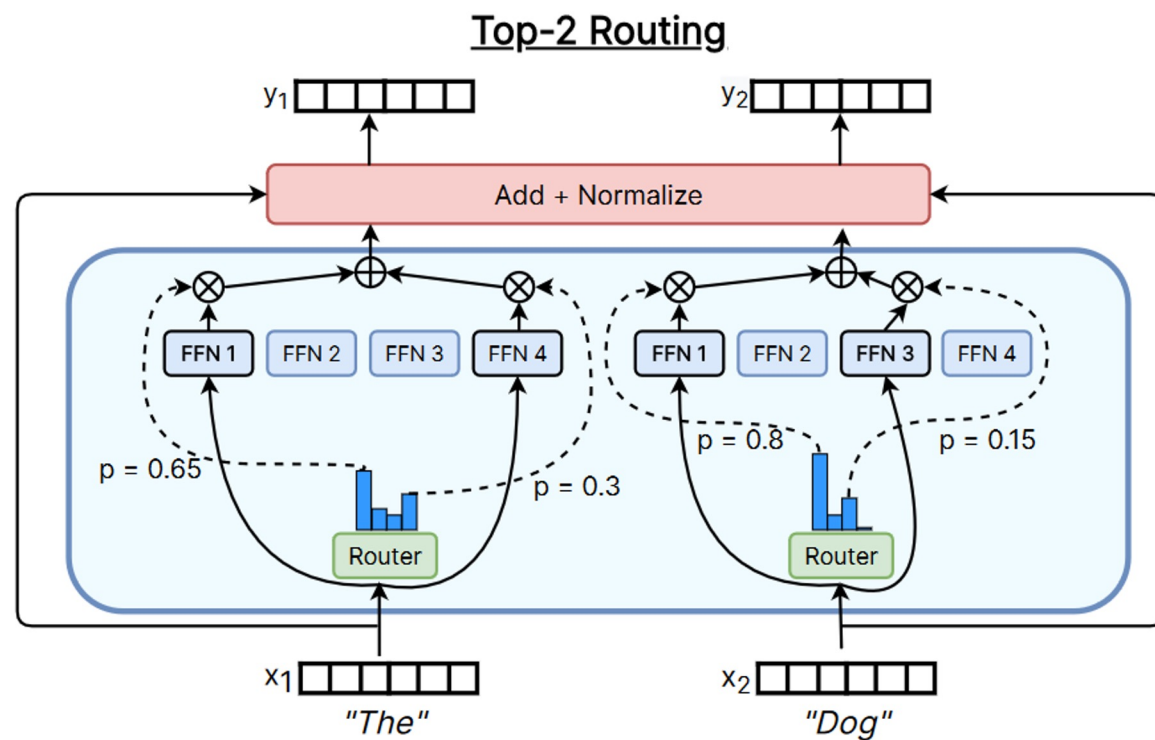 Top-2 Routing
y1
y2
Add + Normalize
FFN 1
FFN 2
FFN 3
FFN 4
FFN 1
FFN 2
FFN 3
FFN 4
p = 0.65
p = 0.3
p = 0.8
p = 0.15
Router
Router
x1
x2
"The"
"Dog"